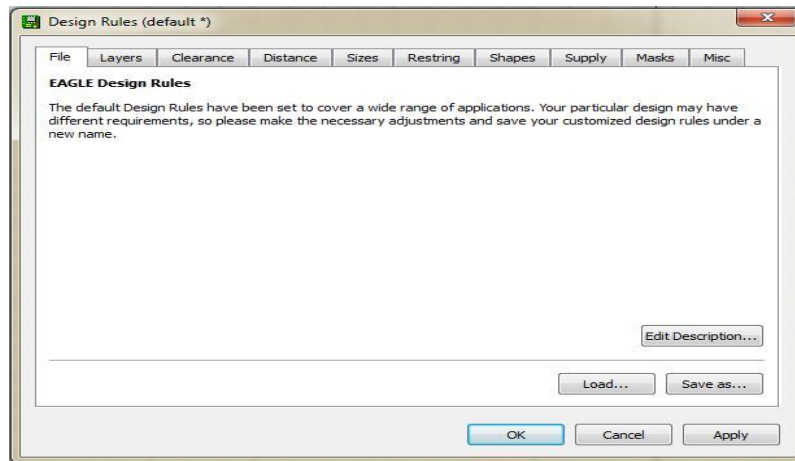 Design Rules (default *)
File Layers Clearance Distance Sizes Restring Shapes Supply Masks Misc
EAGLE Design Rules
The default Design Rules have been set to cover a wide range of applications. Your particular design may have
different requirements, so please make the necessary adjustments and save your customized design rules under a
new name.
Edit Description...
Load... Save as...
OK Cancel Apply